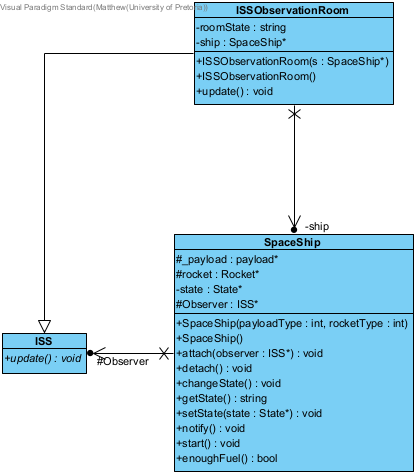 Visual Paradigm Standard(Matthew(University of Pretoria))
ISSObservationRoom
-roomState : string
-ship : SpaceShip*
+ISSObservationRoom(s : SpaceShip*)
+ISSObservationRoom()
+update() : void
-ship
SpaceShip
#_payload : payload*
#rocket : Rocket*
-state : State*
#Observer : ISS*
+SpaceShip(payloadType : int, rocketType : int)
+SpaceShip()
+attach(observer : ISS*) : void
+detach() : void
+changeState() : void
+getState() : string
+setState(state : State*) : void
+notify() : void
+start() : void
+enoughFuel() : bool
ISS
+update() : void
#Observer